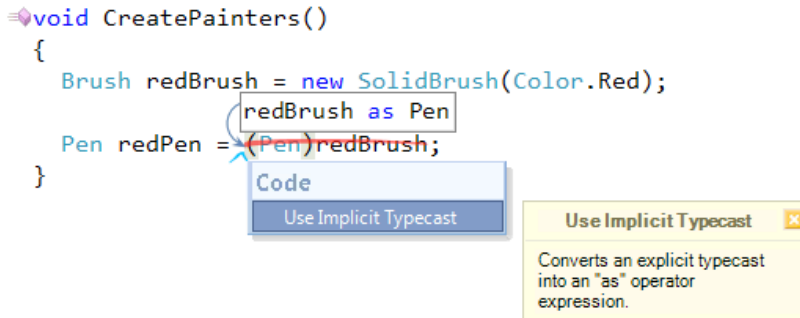 void CreatePainters()
{
Brush redBrush = new SolidBrush(Color.Red);
redBrush as Pen
Pen redPen = (Pen)redBrush;
}
Code
Use Implicit Typecast
Use Implicit Typecast
Converts an explicit typecast
into an "as" operator
expression.